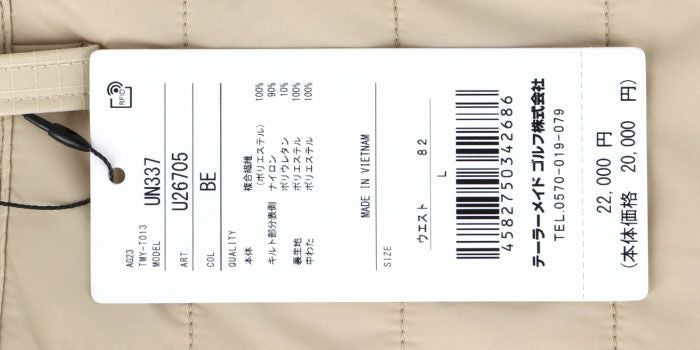 RFID
AG23
TMY-T013
MODEL UN337
ART U26705
COL BE
QUALITY
本体 複合繊維
(ポリエステル) 100%
キルト部分表側 ナイロン 90%
ポリウレタン 10%
裏生地 ポリエステル 100%
中わた ポリエステル 100%
MADE IN VIETNAM
SIZE
ウエスト 82
L
4582750342686
テーラーメイド ゴルフ株式会社
TEL.0570-019-079
22,000 円
(本体価格 20,000 円)